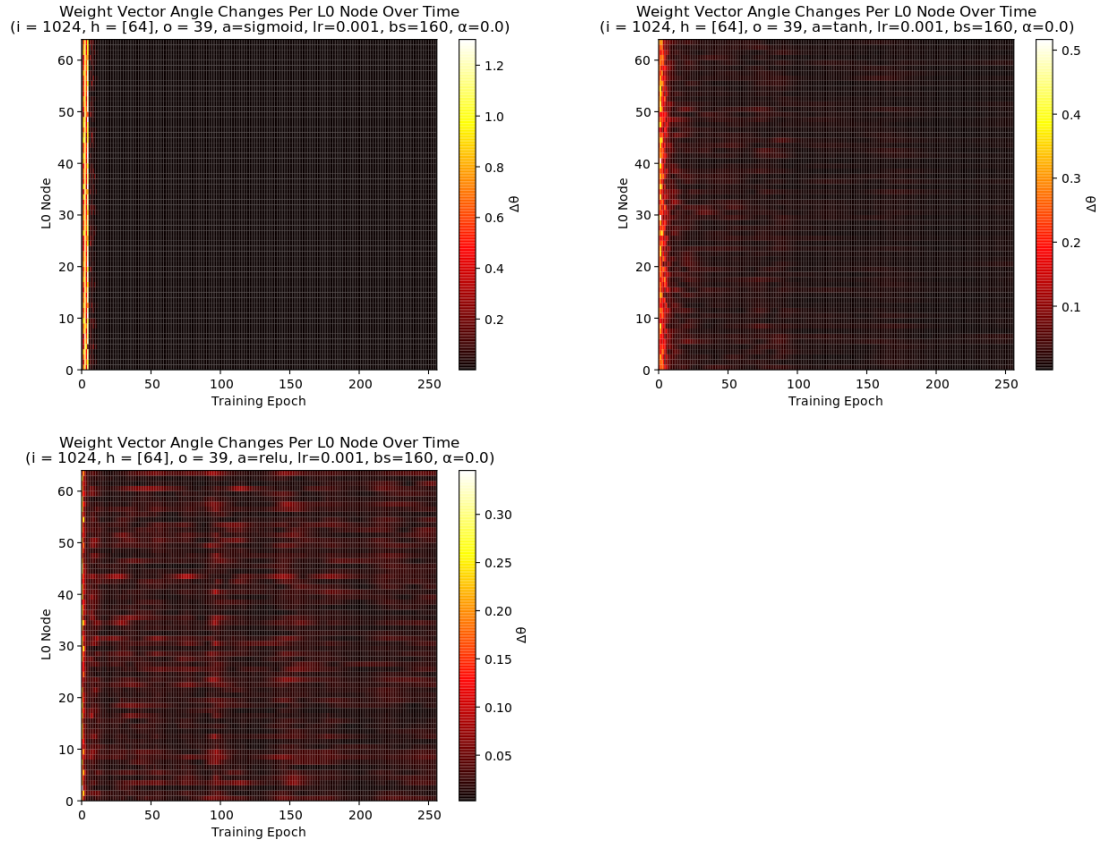 Weight Vector Angle Changes Per L0 Node Over Time
(i = 1024, h = [64], o = 39, a=sigmoid, lr=0.001, bs=160, α=0.0)
60
50
40
30
20
10
0
L0 Node
0 50 100 150 200 250
Training Epoch
1.2
1.0
0.8
0.6
0.4
0.2
Δθ
Weight Vector Angle Changes Per L0 Node Over Time
(i = 1024, h = [64], o = 39, a=tanh, lr=0.001, bs=160, α=0.0)
60
50
40
30
20
10
0
L0 Node
0 50 100 150 200 250
Training Epoch
0.5
0.4
0.3
0.2
0.1
Δθ
Weight Vector Angle Changes Per L0 Node Over Time
(i = 1024, h = [64], o = 39, a=relu, lr=0.001, bs=160, α=0.0)
60
50
40
30
20
10
0
L0 Node
0 50 100 150 200 250
Training Epoch
0.30
0.25
0.20
0.15
0.10
0.05
Δθ